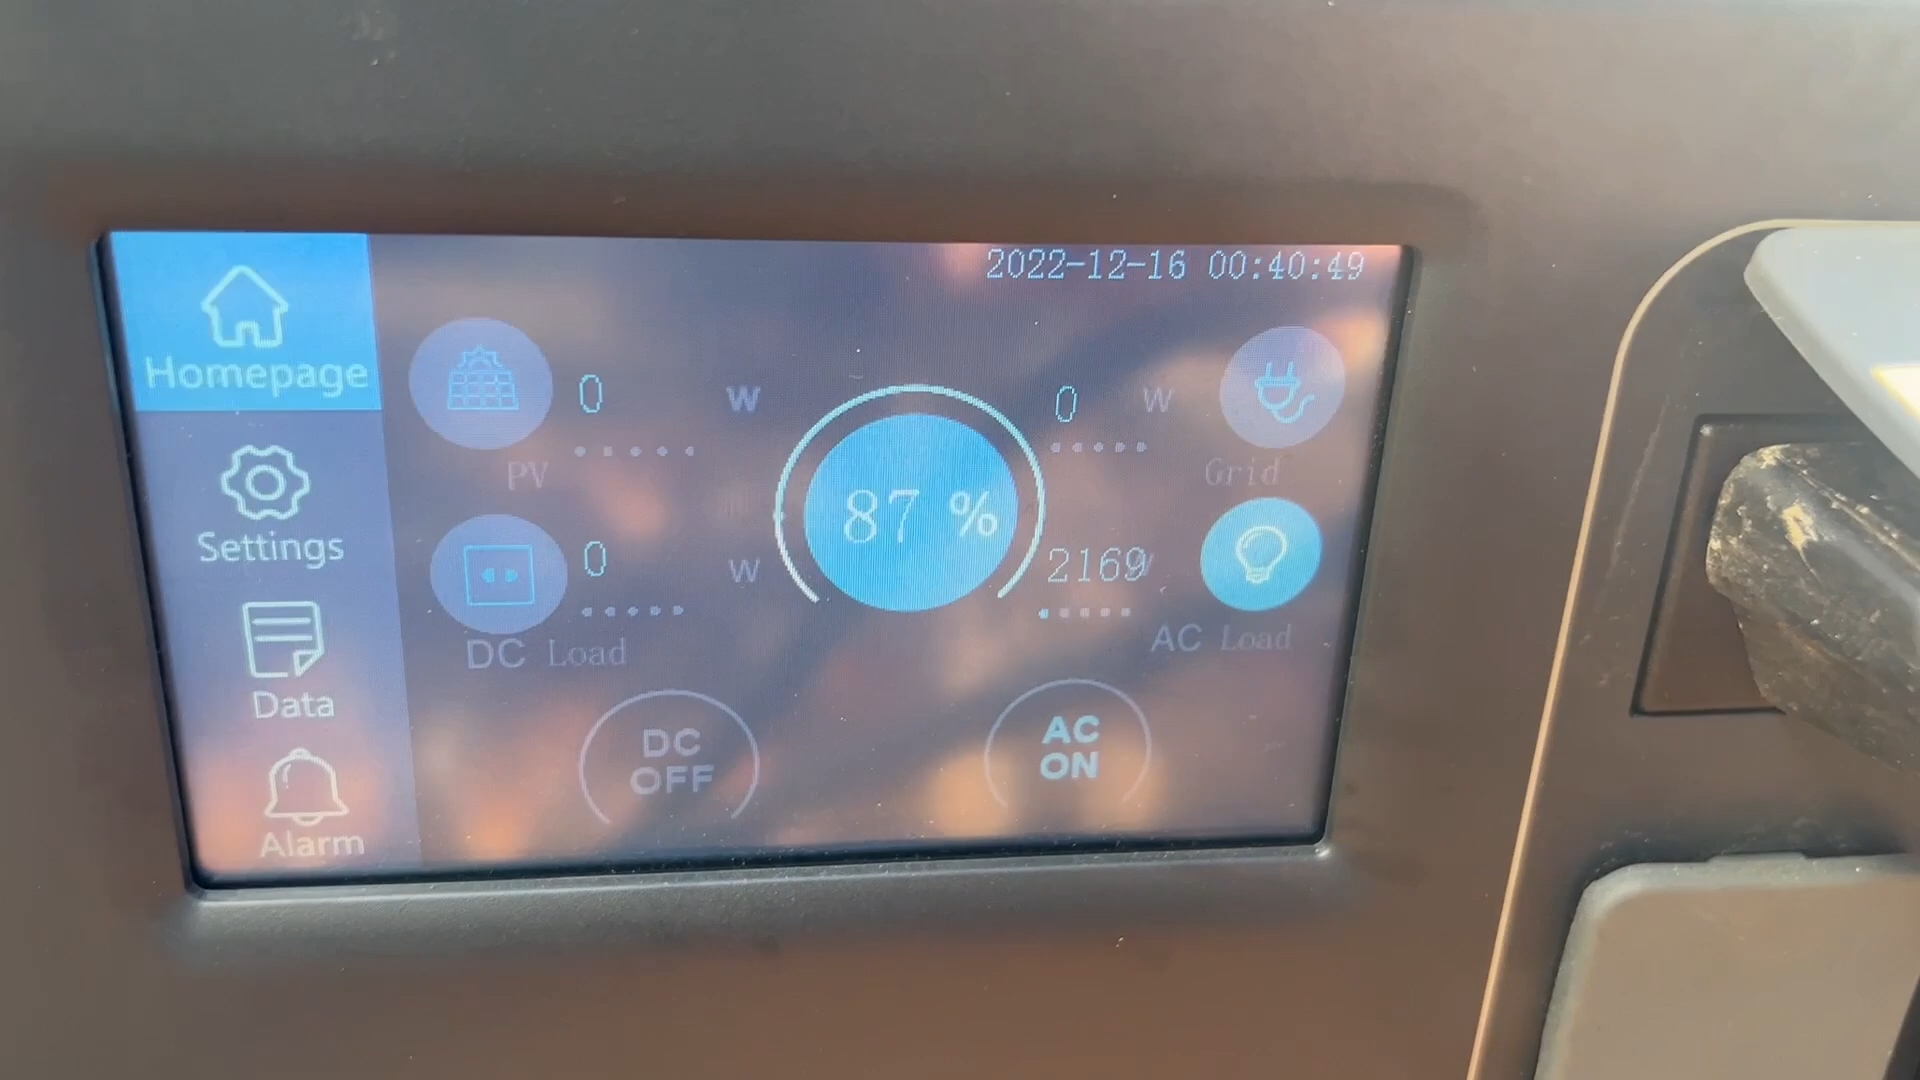 2022-12-16 00:40:49
Homepage
Settings
Data
Alarm
0 W
PV
0 W
DC Load
87 %
0 W
Grid
2169W
AC Load
DC
OFF
AC
ON